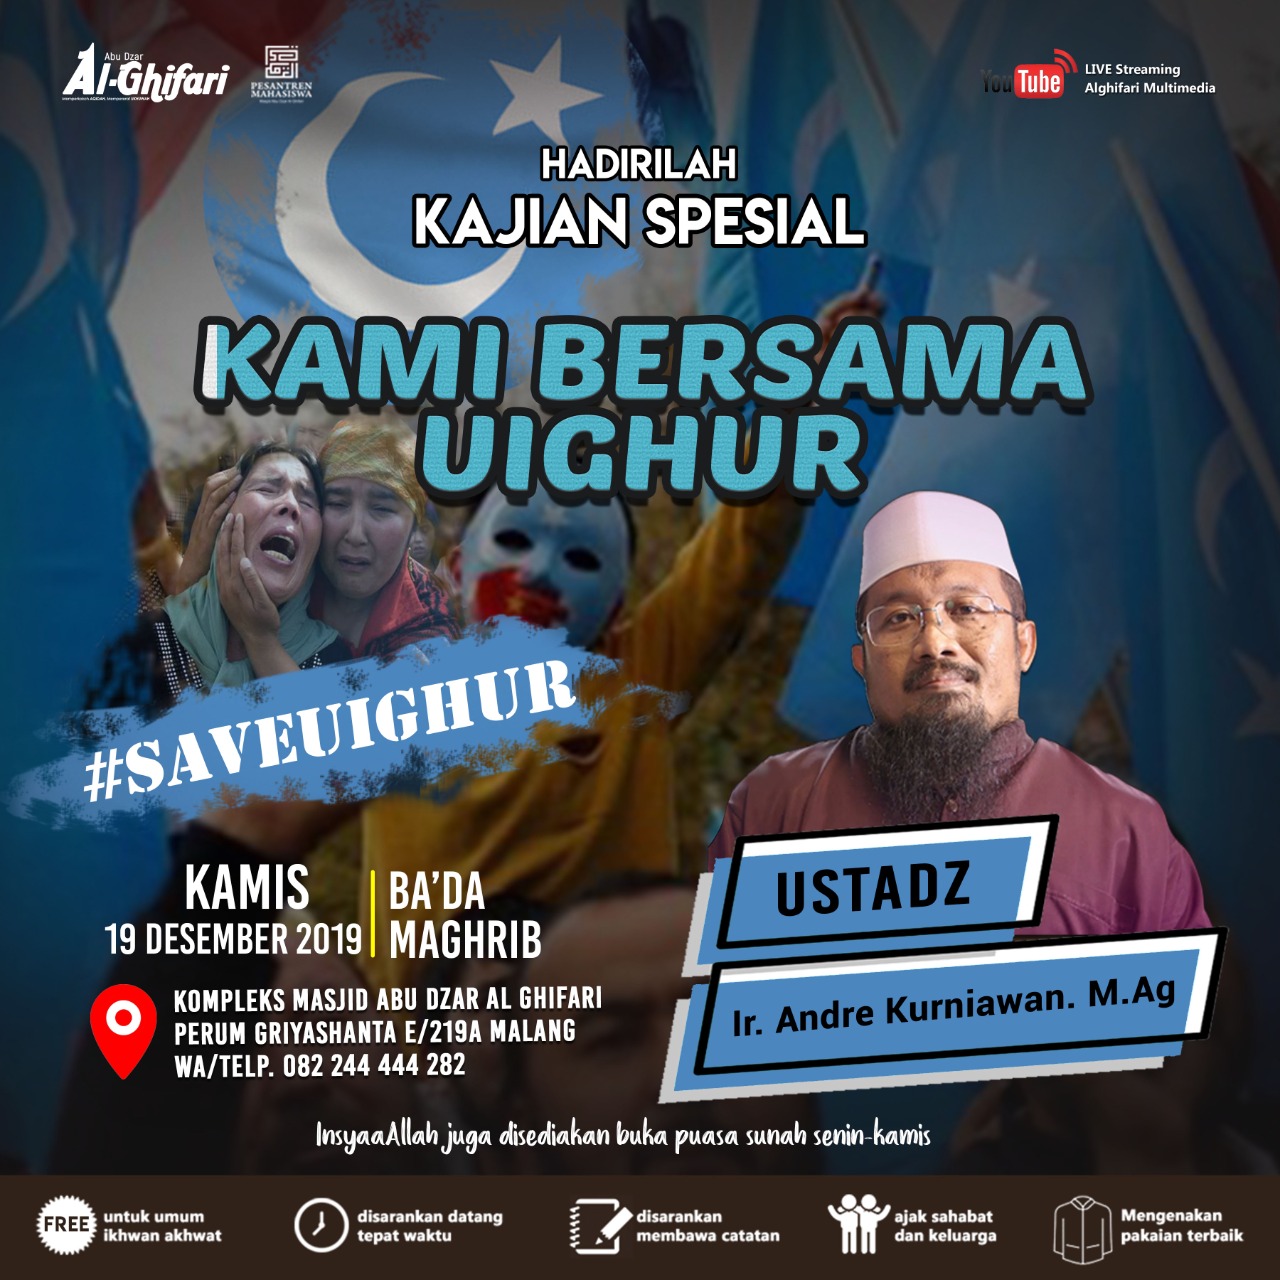 Abu Dzar
Al-Ghifari
PESANTREN
MAHASISWA
YouTube
LIVE Streaming
Alghifari Multimedia
HADIRILAH
KAJIAN SPESIAL
KAMI BERSAMA
UIGHUR
#SAVEUIGHUR
KAMIS
19 DESEMBER 2019
BA'DA
MAGHRIB
KOMPLEKS MASJID ABU DZAR AL GHIFARI
PERUM GRIYASHANTA E/219A MALANG
WA/TELP. 082 244 444 282
USTADZ
Ir. Andre Kurniawan. M.Ag
InsyaaAllah juga disediakan buka puasa sunah senin-kamis
FREE
untuk umum
ikhwan akhwat
disarankan datang
tepat waktu
disarankan
membawa catatan
ajak sahabat
dan keluarga
Mengenakan
pakaian terbaik